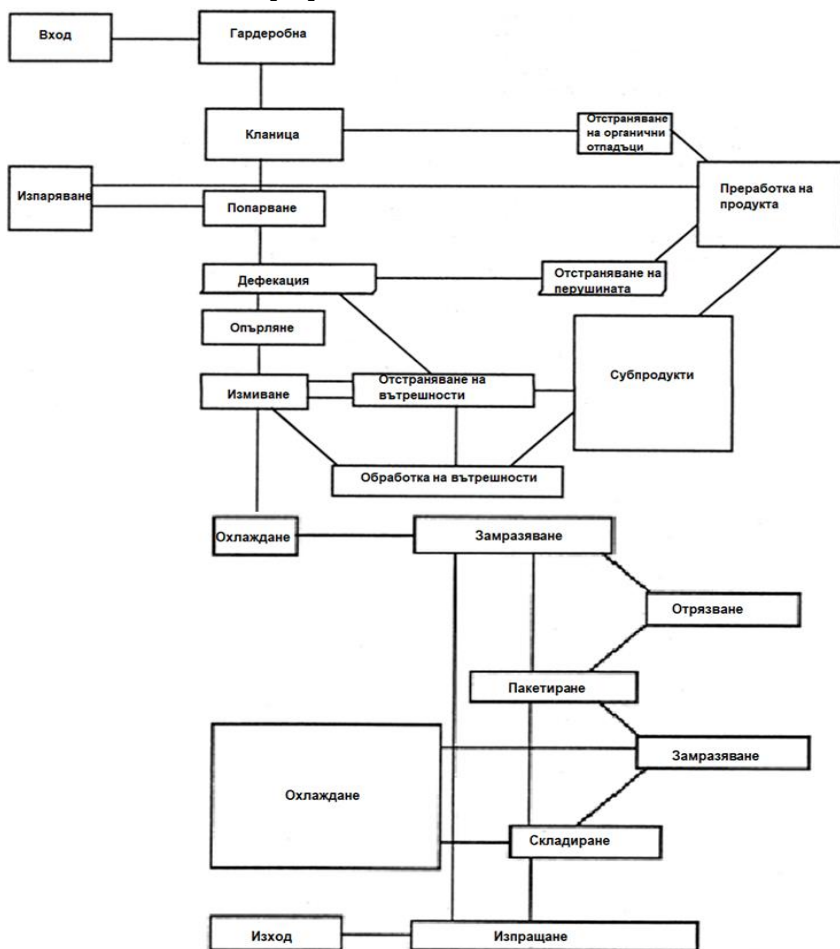 Вход
Гардеробна
Кланица
Отстраняване
на органични
отпадъци
Изпаряване
Преработка на
продукта
Попарване
Дефекация
Отстраняване на
перушината
Опърляне
Субпродукти
Измиване
Отстраняване на
вътрешности
Обработка на вътрешности
Охлаждане
Замразяване
Отрязване
Пакетиране
Замразяване
Охлаждане
Складиране
Изход
Изпращане